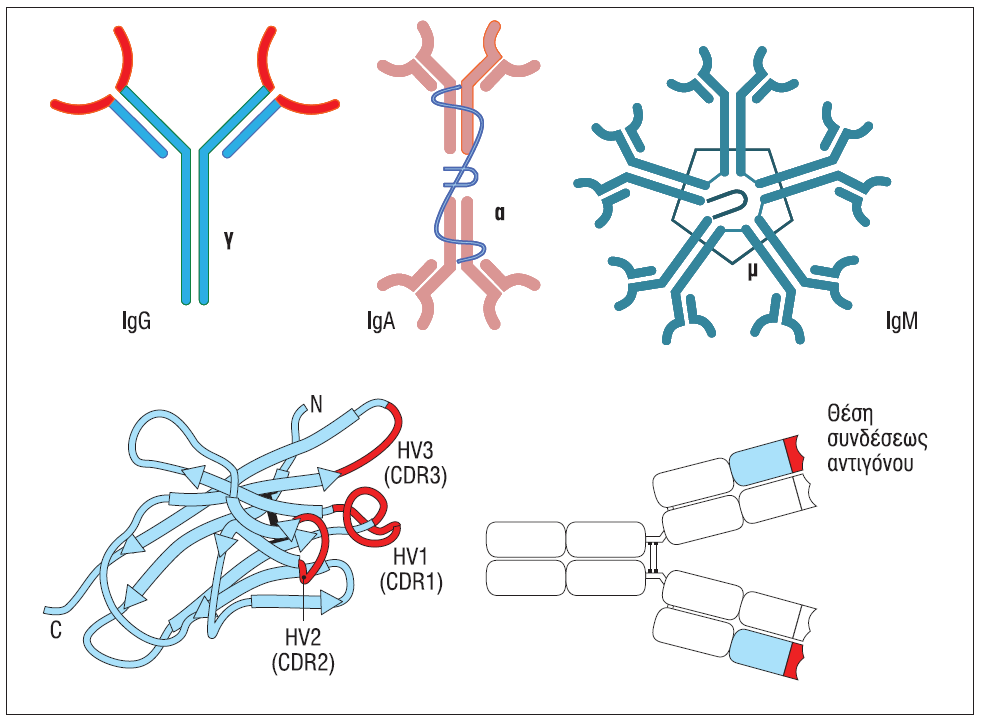 γ
IgG
α
IgA
μ
IgM
N
HV3
(CDR3)
HV1
(CDR1)
HV2
(CDR2)
C
Θέση
συνδέσεως
αντιγόνου